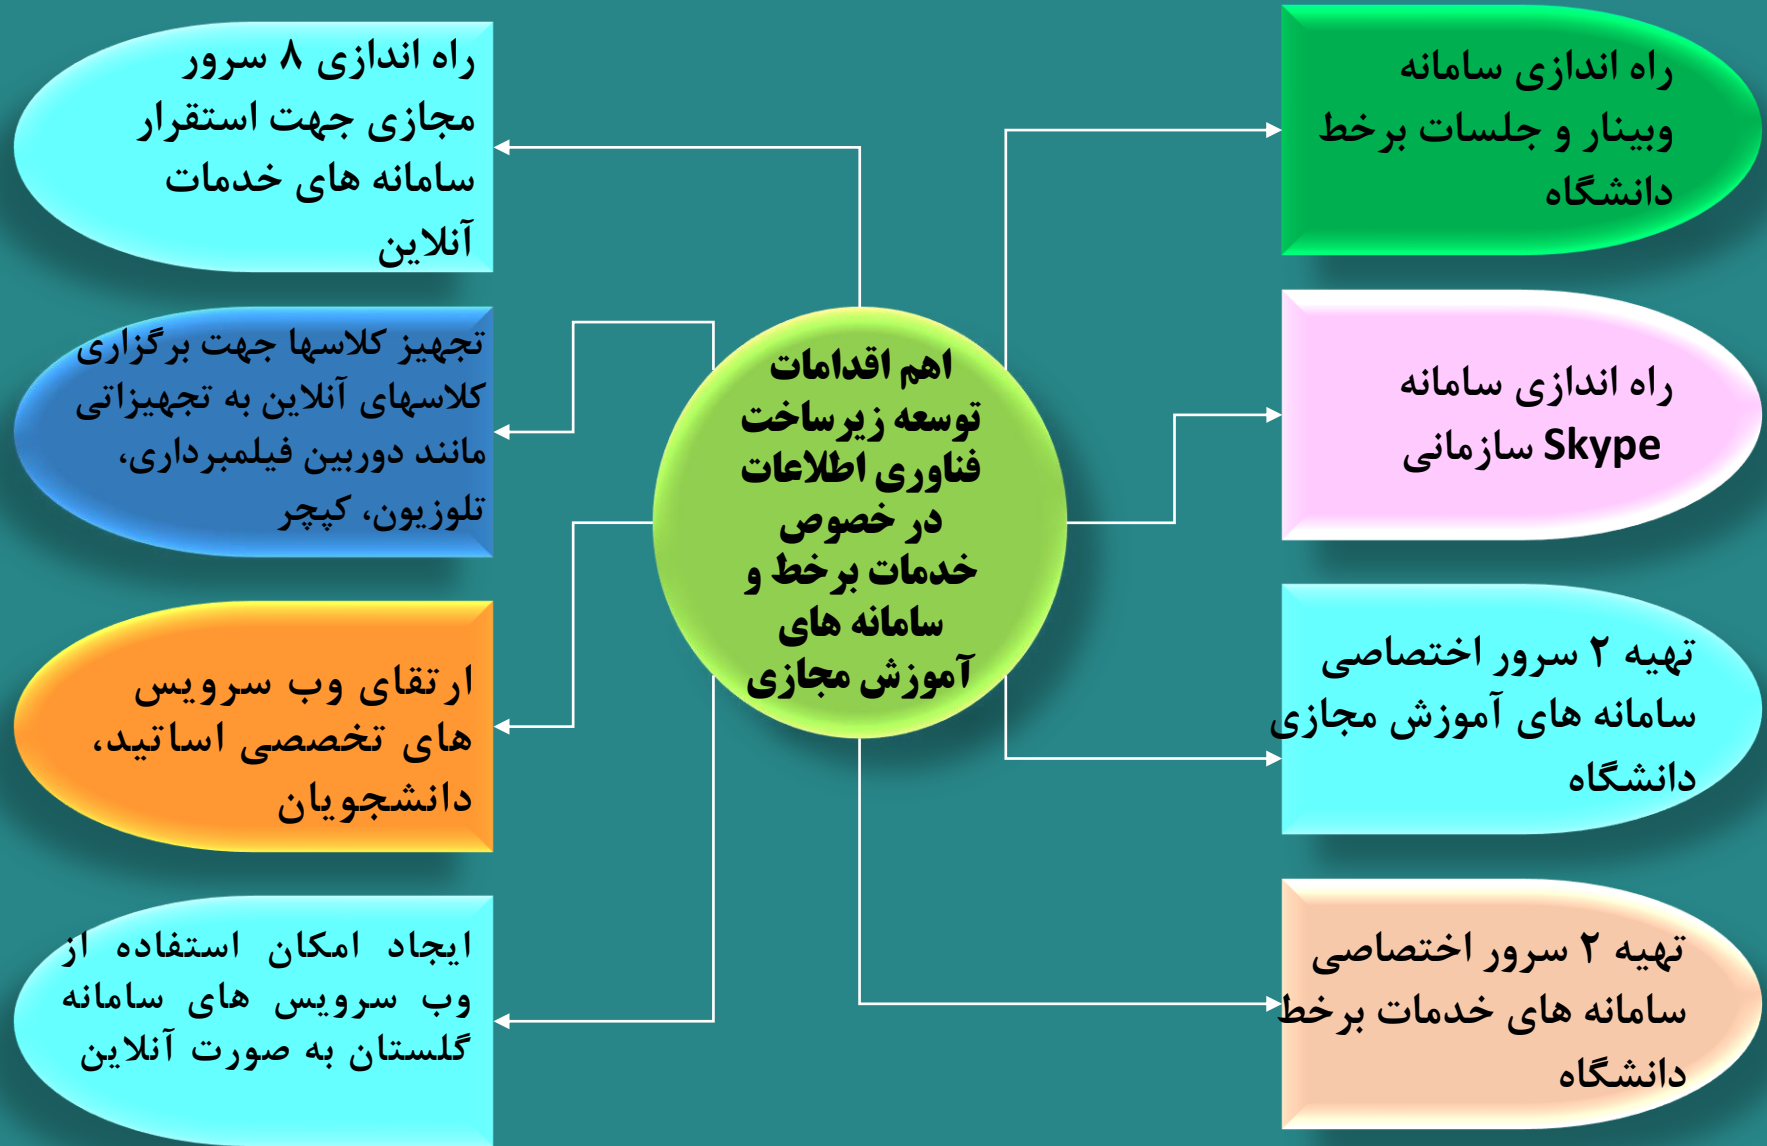 اهم اقدامات
توسعه زیرساخت
فناوری اطلاعات
در خصوص
خدمات برخط و
سامانه های
آموزش مجازی
راه اندازی سامانه
وبینار و جلسات برخط
دانشگاه
راه اندازی سامانه
Skype سازمانی
تهیه ۲ سرور اختصاصی
سامانه های آموزش مجازی
دانشگاه
تهیه ۲ سرور اختصاصی
سامانه های خدمات برخط
دانشگاه
راه اندازی ۸ سرور
مجازی جهت استقرار
سامانه های خدمات
آنلاین
تجهیز کلاسها جهت برگزاری
کلاسهای آنلاین به تجهیزاتی
مانند دوربین فیلمبرداری،
تلوزیون، کپچر
ارتقای وب سرویس
های تخصصی اساتید،
دانشجویان
ایجاد امکان استفاده از
وب سرویس های سامانه
گلستان به صورت آنلاین